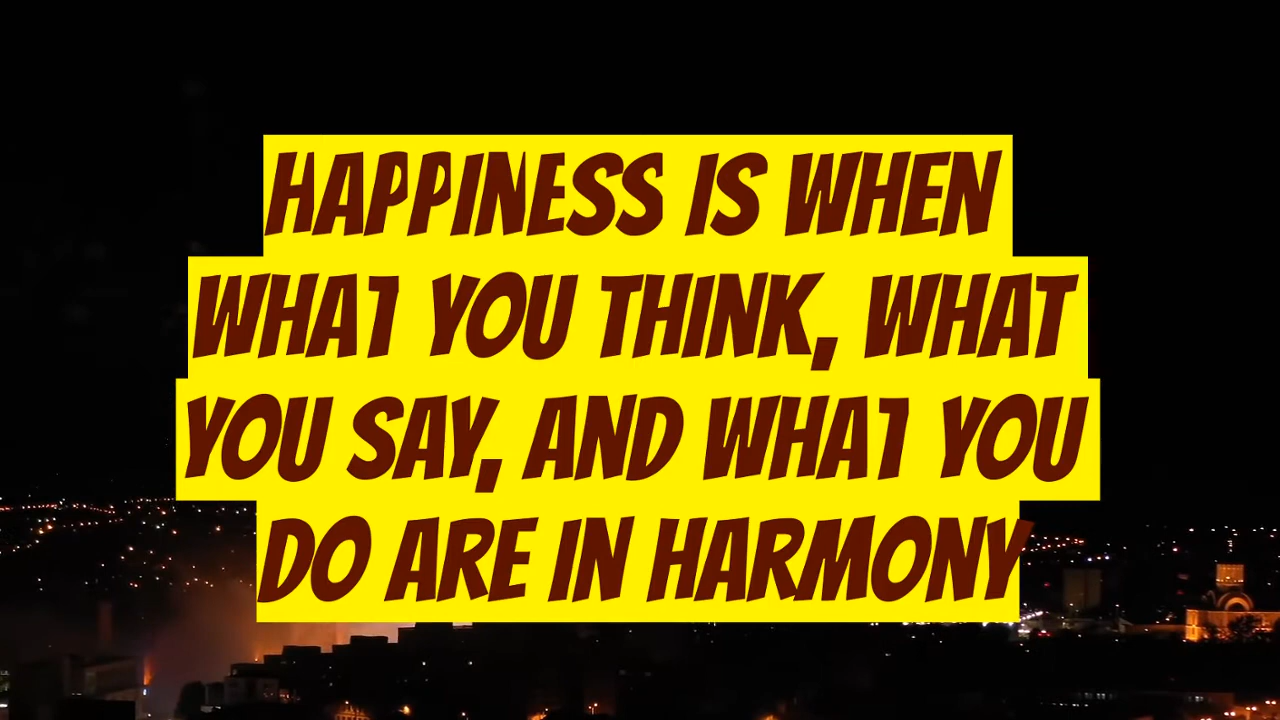 HAPPINESS IS WHEN
WHAT YOU THINK, WHAT
YOU SAY, AND WHAT YOU
DO ARE IN HARMONY